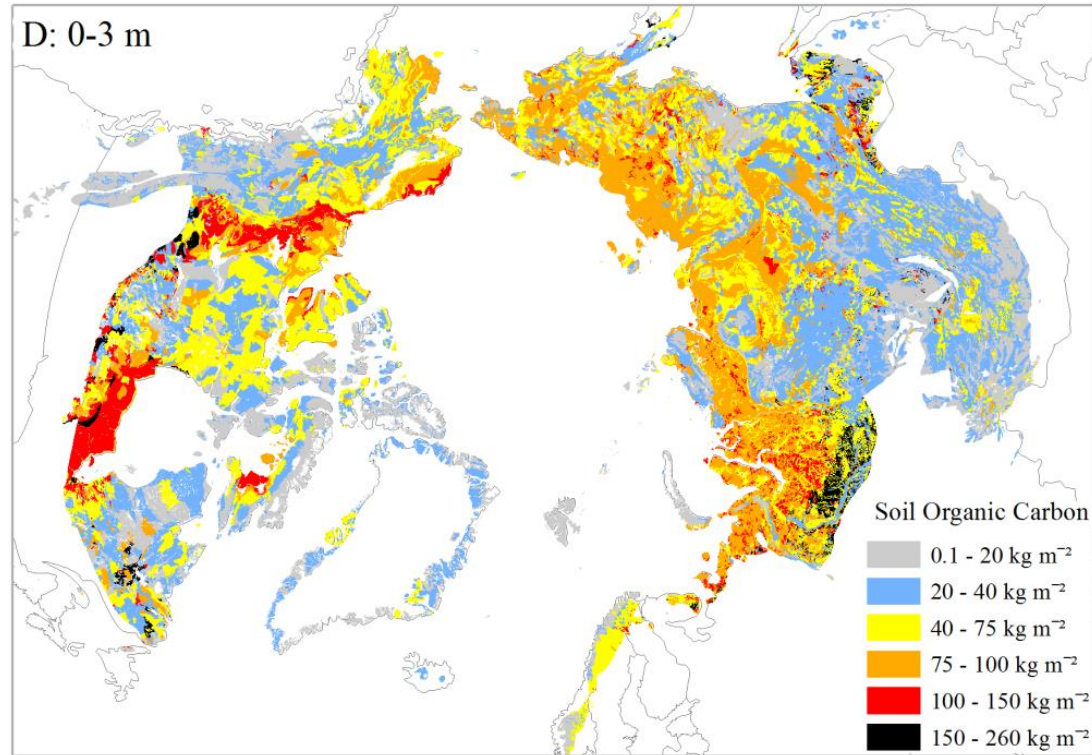 D: 0-3 m
Soil Organic Carbon
0.1 - 20 kg m⁻²
20 - 40 kg m⁻²
40 - 75 kg m⁻²
75 - 100 kg m⁻²
100 - 150 kg m⁻²
150 - 260 kg m⁻²